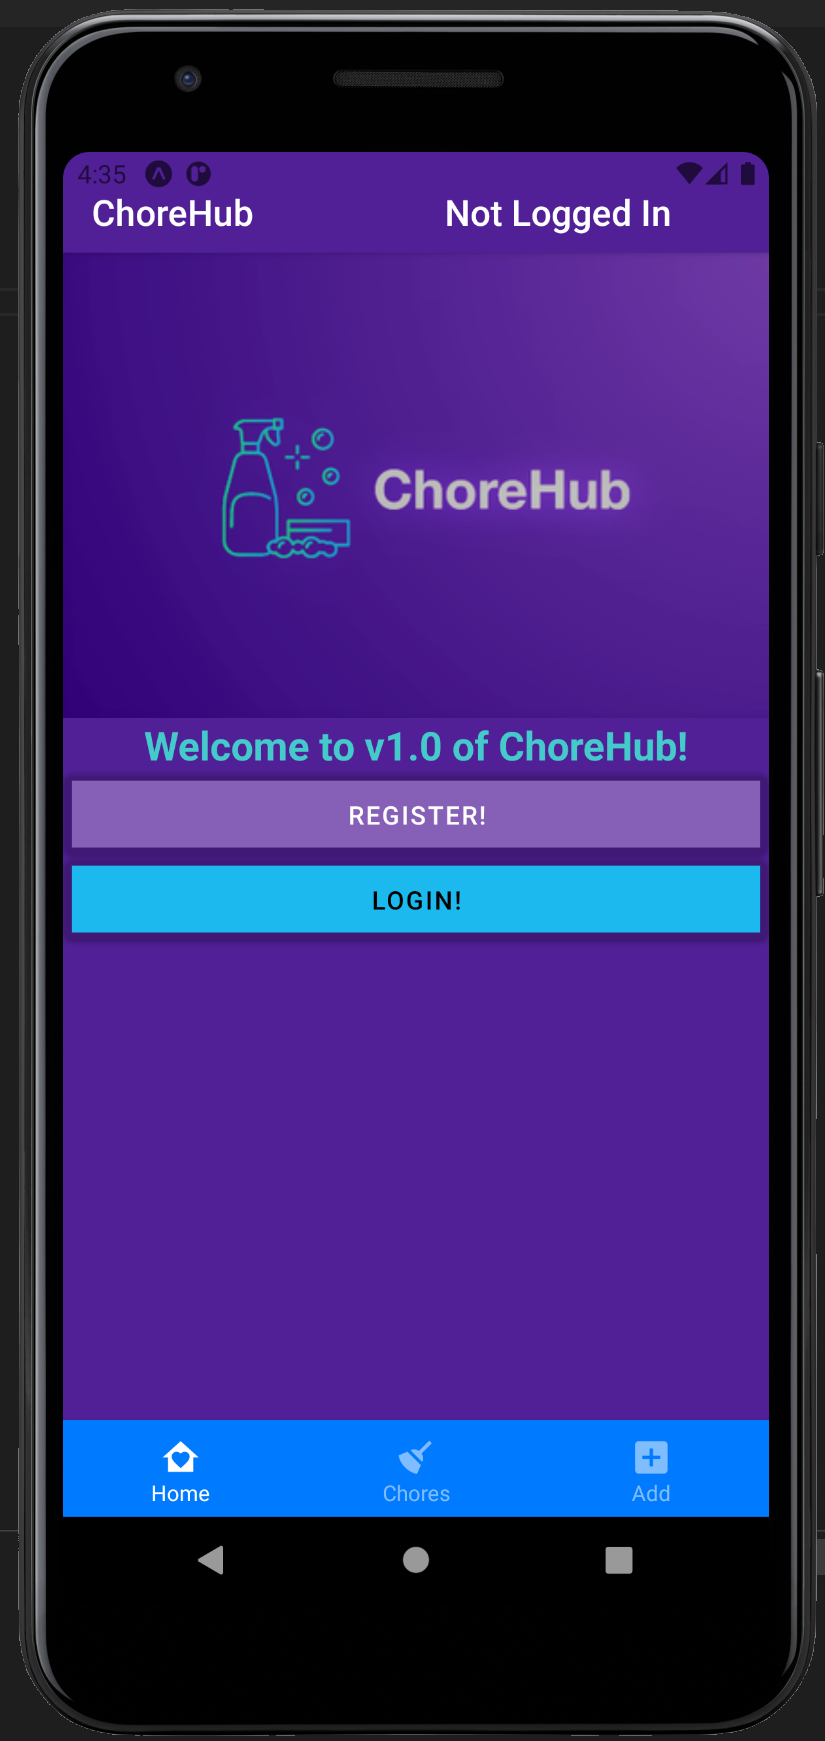 4:35
ChoreHub Not Logged In
ChoreHub
Welcome to v1.0 of ChoreHub!
REGISTER!
LOGIN!
Home Chores Add